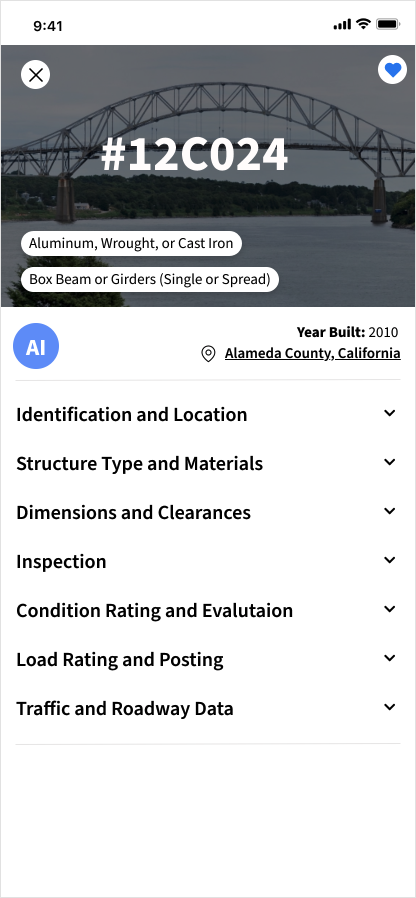 9:41
#12C024
Aluminum, Wrought, or Cast Iron
Box Beam or Girders (Single or Spread)
AI
Year Built: 2010
Alameda County, California
Identification and Location
Structure Type and Materials
Dimensions and Clearances
Inspection
Condition Rating and Evalutaion
Load Rating and Posting
Traffic and Roadway Data